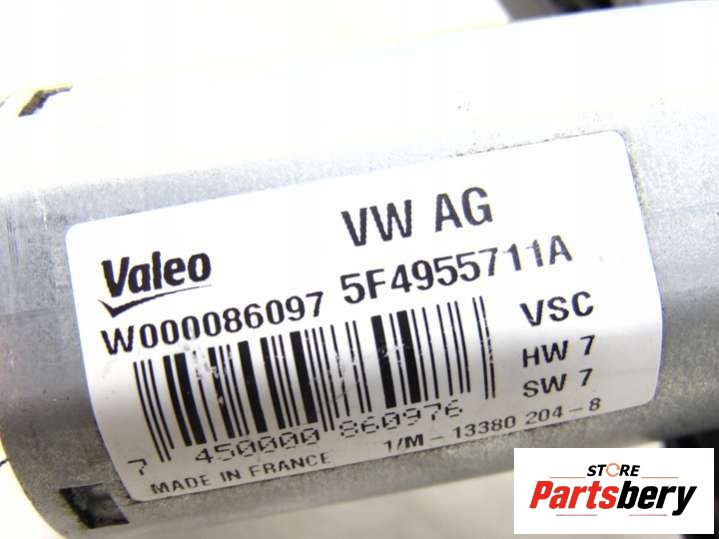 VW AG
Valeo
W000086097 5F4955711A
VSC
HW 7
SW 7
7 450000 860976
1/M - 13380 204 - 8
MADE IN FRANCE
STORE
Partsbery